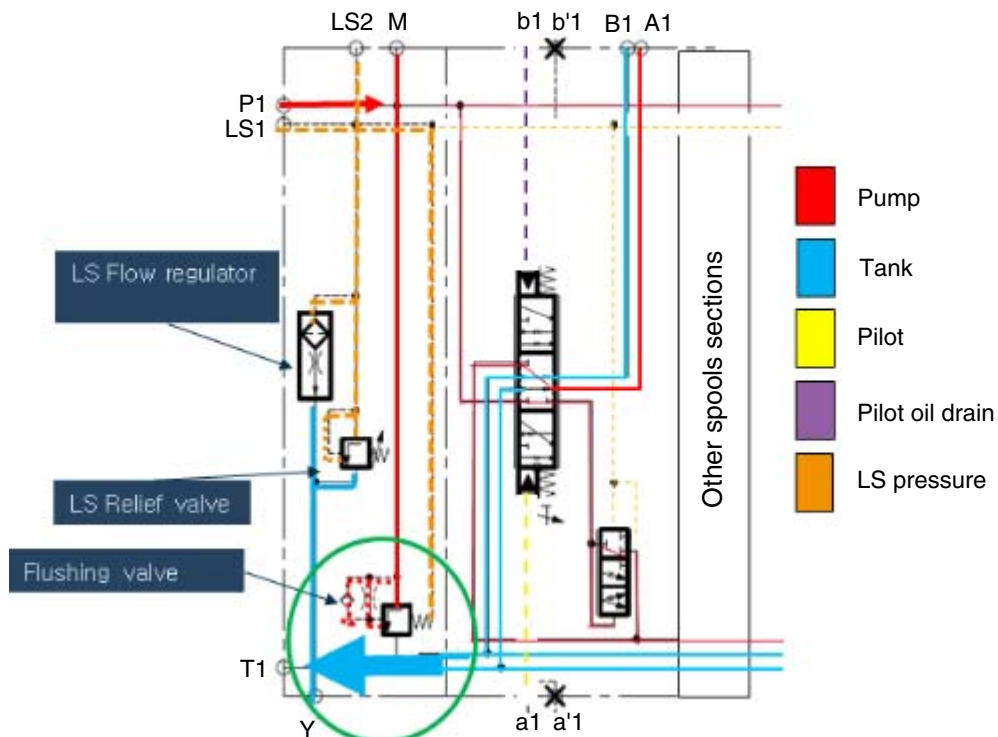 LS2 M b1 b'1 B1 A1
P1
LS1
LS Flow regulator
LS Relief valve
Flushing valve
T1
Y
a1 a'1
Other spools sections
Pump
Tank
Pilot
Pilot oil drain
LS pressure